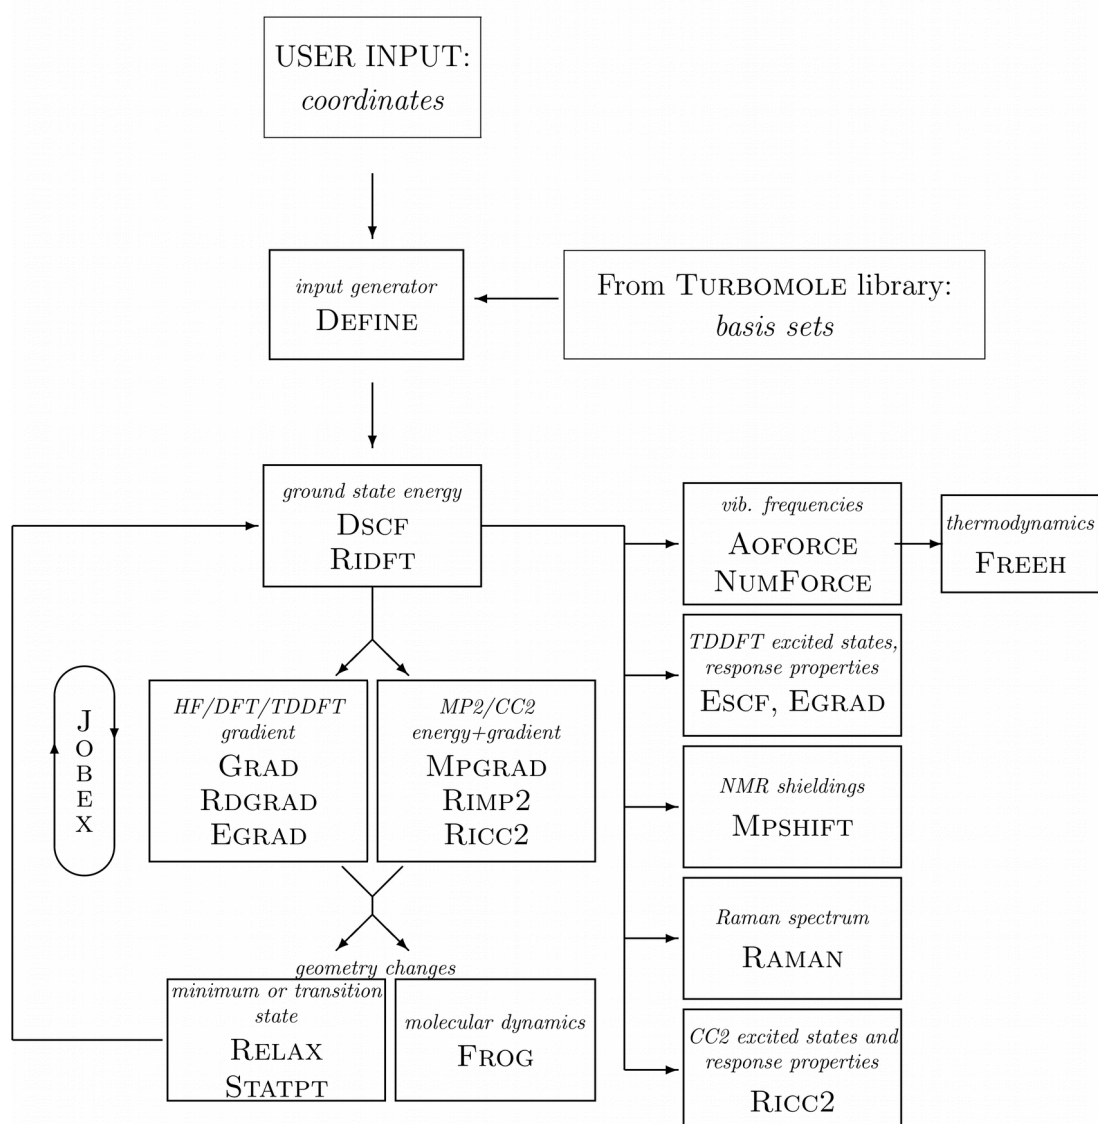 USER INPUT:
coordinates
input generator
DEFINE
From TURBOMOLE library:
basis sets
ground state energy
DSCF
RIDFT
vib. frequencies
AOFORCE
NUMFORCE
thermodynamics
FREEH
TDDFT excited states,
response properties
ESCF, EGRAD
J
O
B
E
X
HF/DFT/TDDFT
gradient
GRAD
RDGRAD
EGRAD
MP2/CC2
energy+gradient
MPGRAD
RIMP2
RICC2
NMR shieldings
MPSHIFT
Raman spectrum
RAMAN
geometry changes
minimum or transition
state
RELAX
STATPT
molecular dynamics
FROG
CC2 excited states and
response properties
RICC2